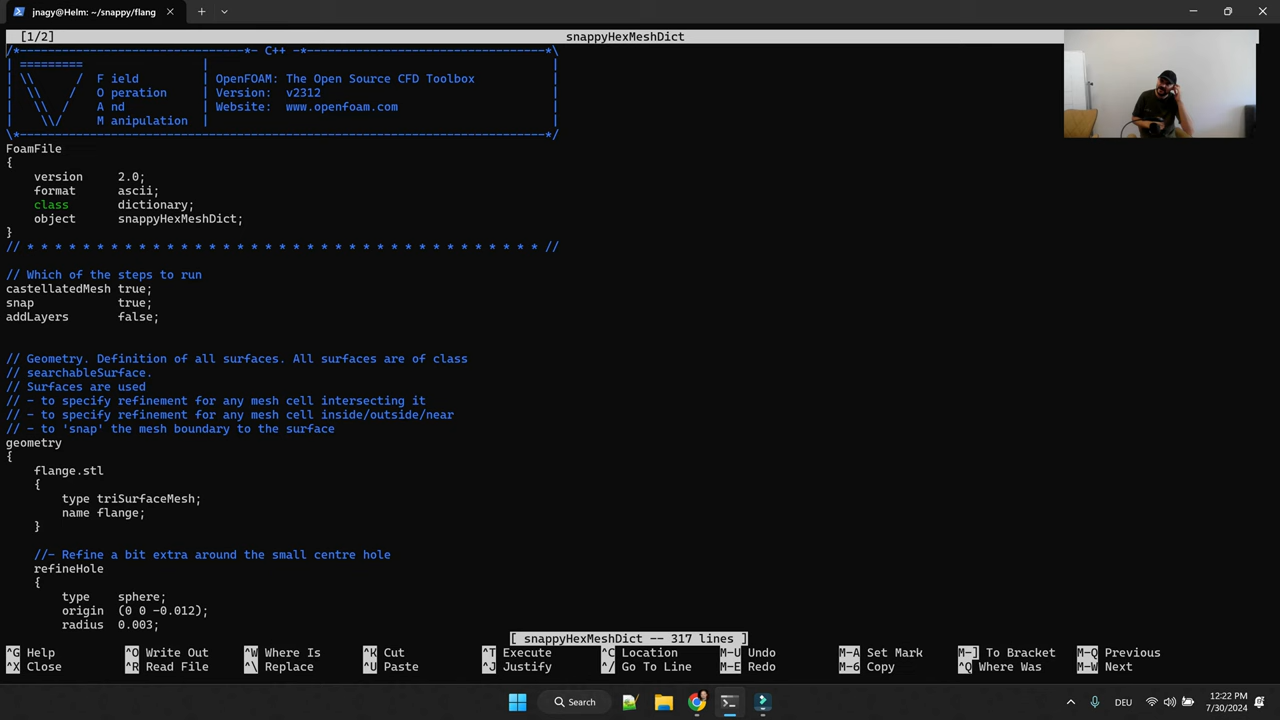 jnagy@Helm: ~/snappy/flang
[1/2] snappyHexMeshDict
/*--------------------------------*- C++ -*----------------------------------*\
| ========= | |
| \\ / F ield | OpenFOAM: The Open Source CFD Toolbox |
| \\ / O peration | Version: v2312 |
| \\ / A nd | Website: www.openfoam.com |
| \\/ M anipulation | |
\*---------------------------------------------------------------------------*/
FoamFile
{
version 2.0;
format ascii;
class dictionary;
object snappyHexMeshDict;
}
// * * * * * * * * * * * * * * * * * * * * * * * * * * * * * * * * * * * * * //
// Which of the steps to run
castellatedMesh true;
snap true;
addLayers false;
// Geometry. Definition of all surfaces. All surfaces are of class
// searchableSurface.
// Surfaces are used
// - to specify refinement for any mesh cell intersecting it
// - to specify refinement for any mesh cell inside/outside/near
// - to 'snap' the mesh boundary to the surface
geometry
{
flange.stl
{
type triSurfaceMesh;
name flange;
}
//- Refine a bit extra around the small centre hole
refineHole
{
type sphere;
origin (0 0 -0.012);
radius 0.003;
[ snappyHexMeshDict -- 317 lines ]
^G Help ^O Write Out ^W Where Is ^K Cut ^T Execute ^C Location M-U Undo M-A Set Mark M-] To Bracket M-Q Previous
^X Close ^R Read File ^\ Replace ^U Paste ^J Justify ^/ Go To Line M-E Redo M-6 Copy ^Q Where Was M-W Next
Search
DEU
12:22 PM
7/30/2024